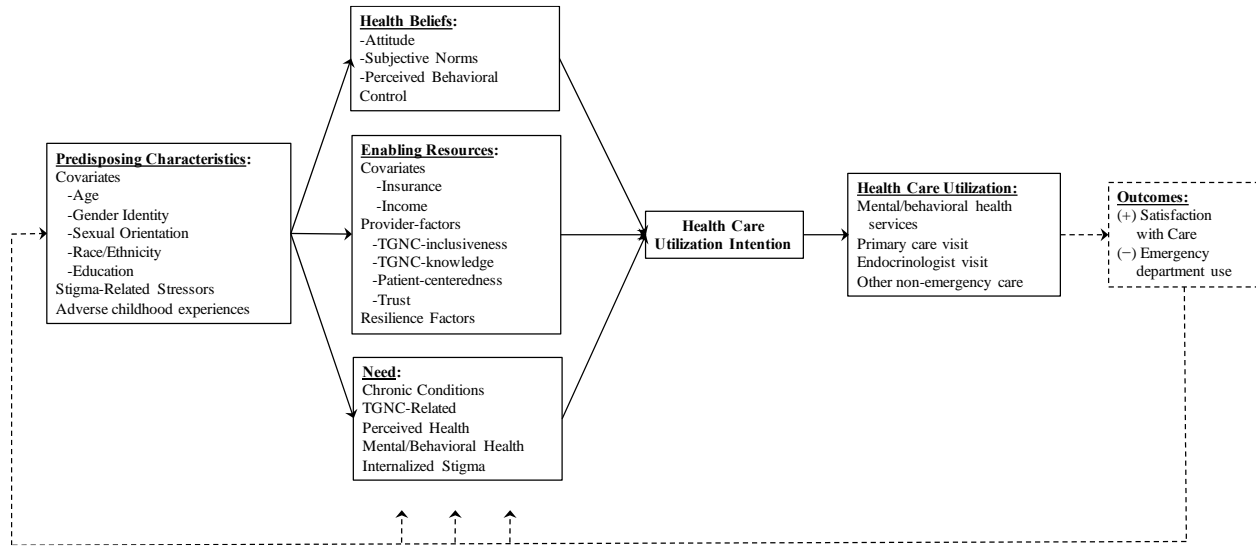 Health Beliefs:
-Attitude
-Subjective Norms
-Perceived Behavioral
Control
Predisposing Characteristics:
Covariates
-Age
-Gender Identity
-Sexual Orientation
-Race/Ethnicity
-Education
Stigma-Related Stressors
Adverse childhood experiences
Enabling Resources:
Covariates
-Insurance
-Income
Provider-factors
-TGNC-inclusiveness
-TGNC-knowledge
-Patient-centeredness
-Trust
Resilience Factors
Need:
Chronic Conditions
TGNC-Related
Perceived Health
Mental/Behavioral Health
Internalized Stigma
Health Care
Utilization Intention
Health Care Utilization:
Mental/behavioral health
services
Primary care visit
Endocrinologist visit
Other non-emergency care
Outcomes:
(+) Satisfaction
with Care
(−) Emergency
department use